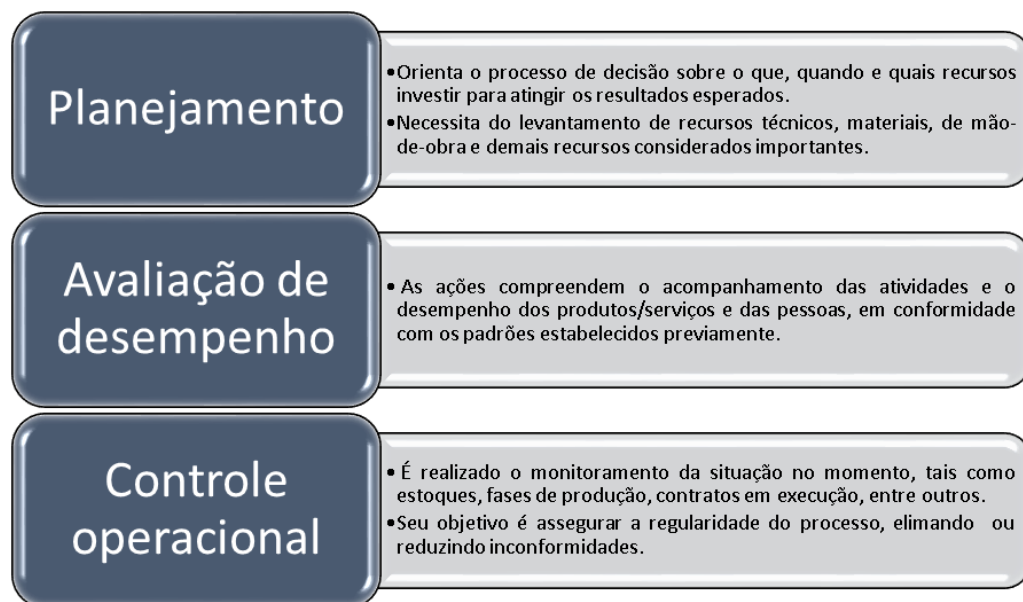 Planejamento
•Orienta o processo de decisão sobre o que, quando e quais recursos
investir para atingir os resultados esperados.
•Necessita do levantamento de recursos técnicos, materiais, de mão-
de-obra e demais recursos considerados importantes.
Avaliação de
desempenho
• As ações compreendem o acompanhamento das atividades e o
desempenho dos produtos/serviços e das pessoas, em conformidade
com os padrões estabelecidos previamente.
Controle
operacional
• É realizado o monitoramento da situação no momento, tais como
estoques, fases de produção, contratos em execução, entre outros.
•Seu objetivo é assegurar a regularidade do processo, elimando ou
reduzindo inconformidades.